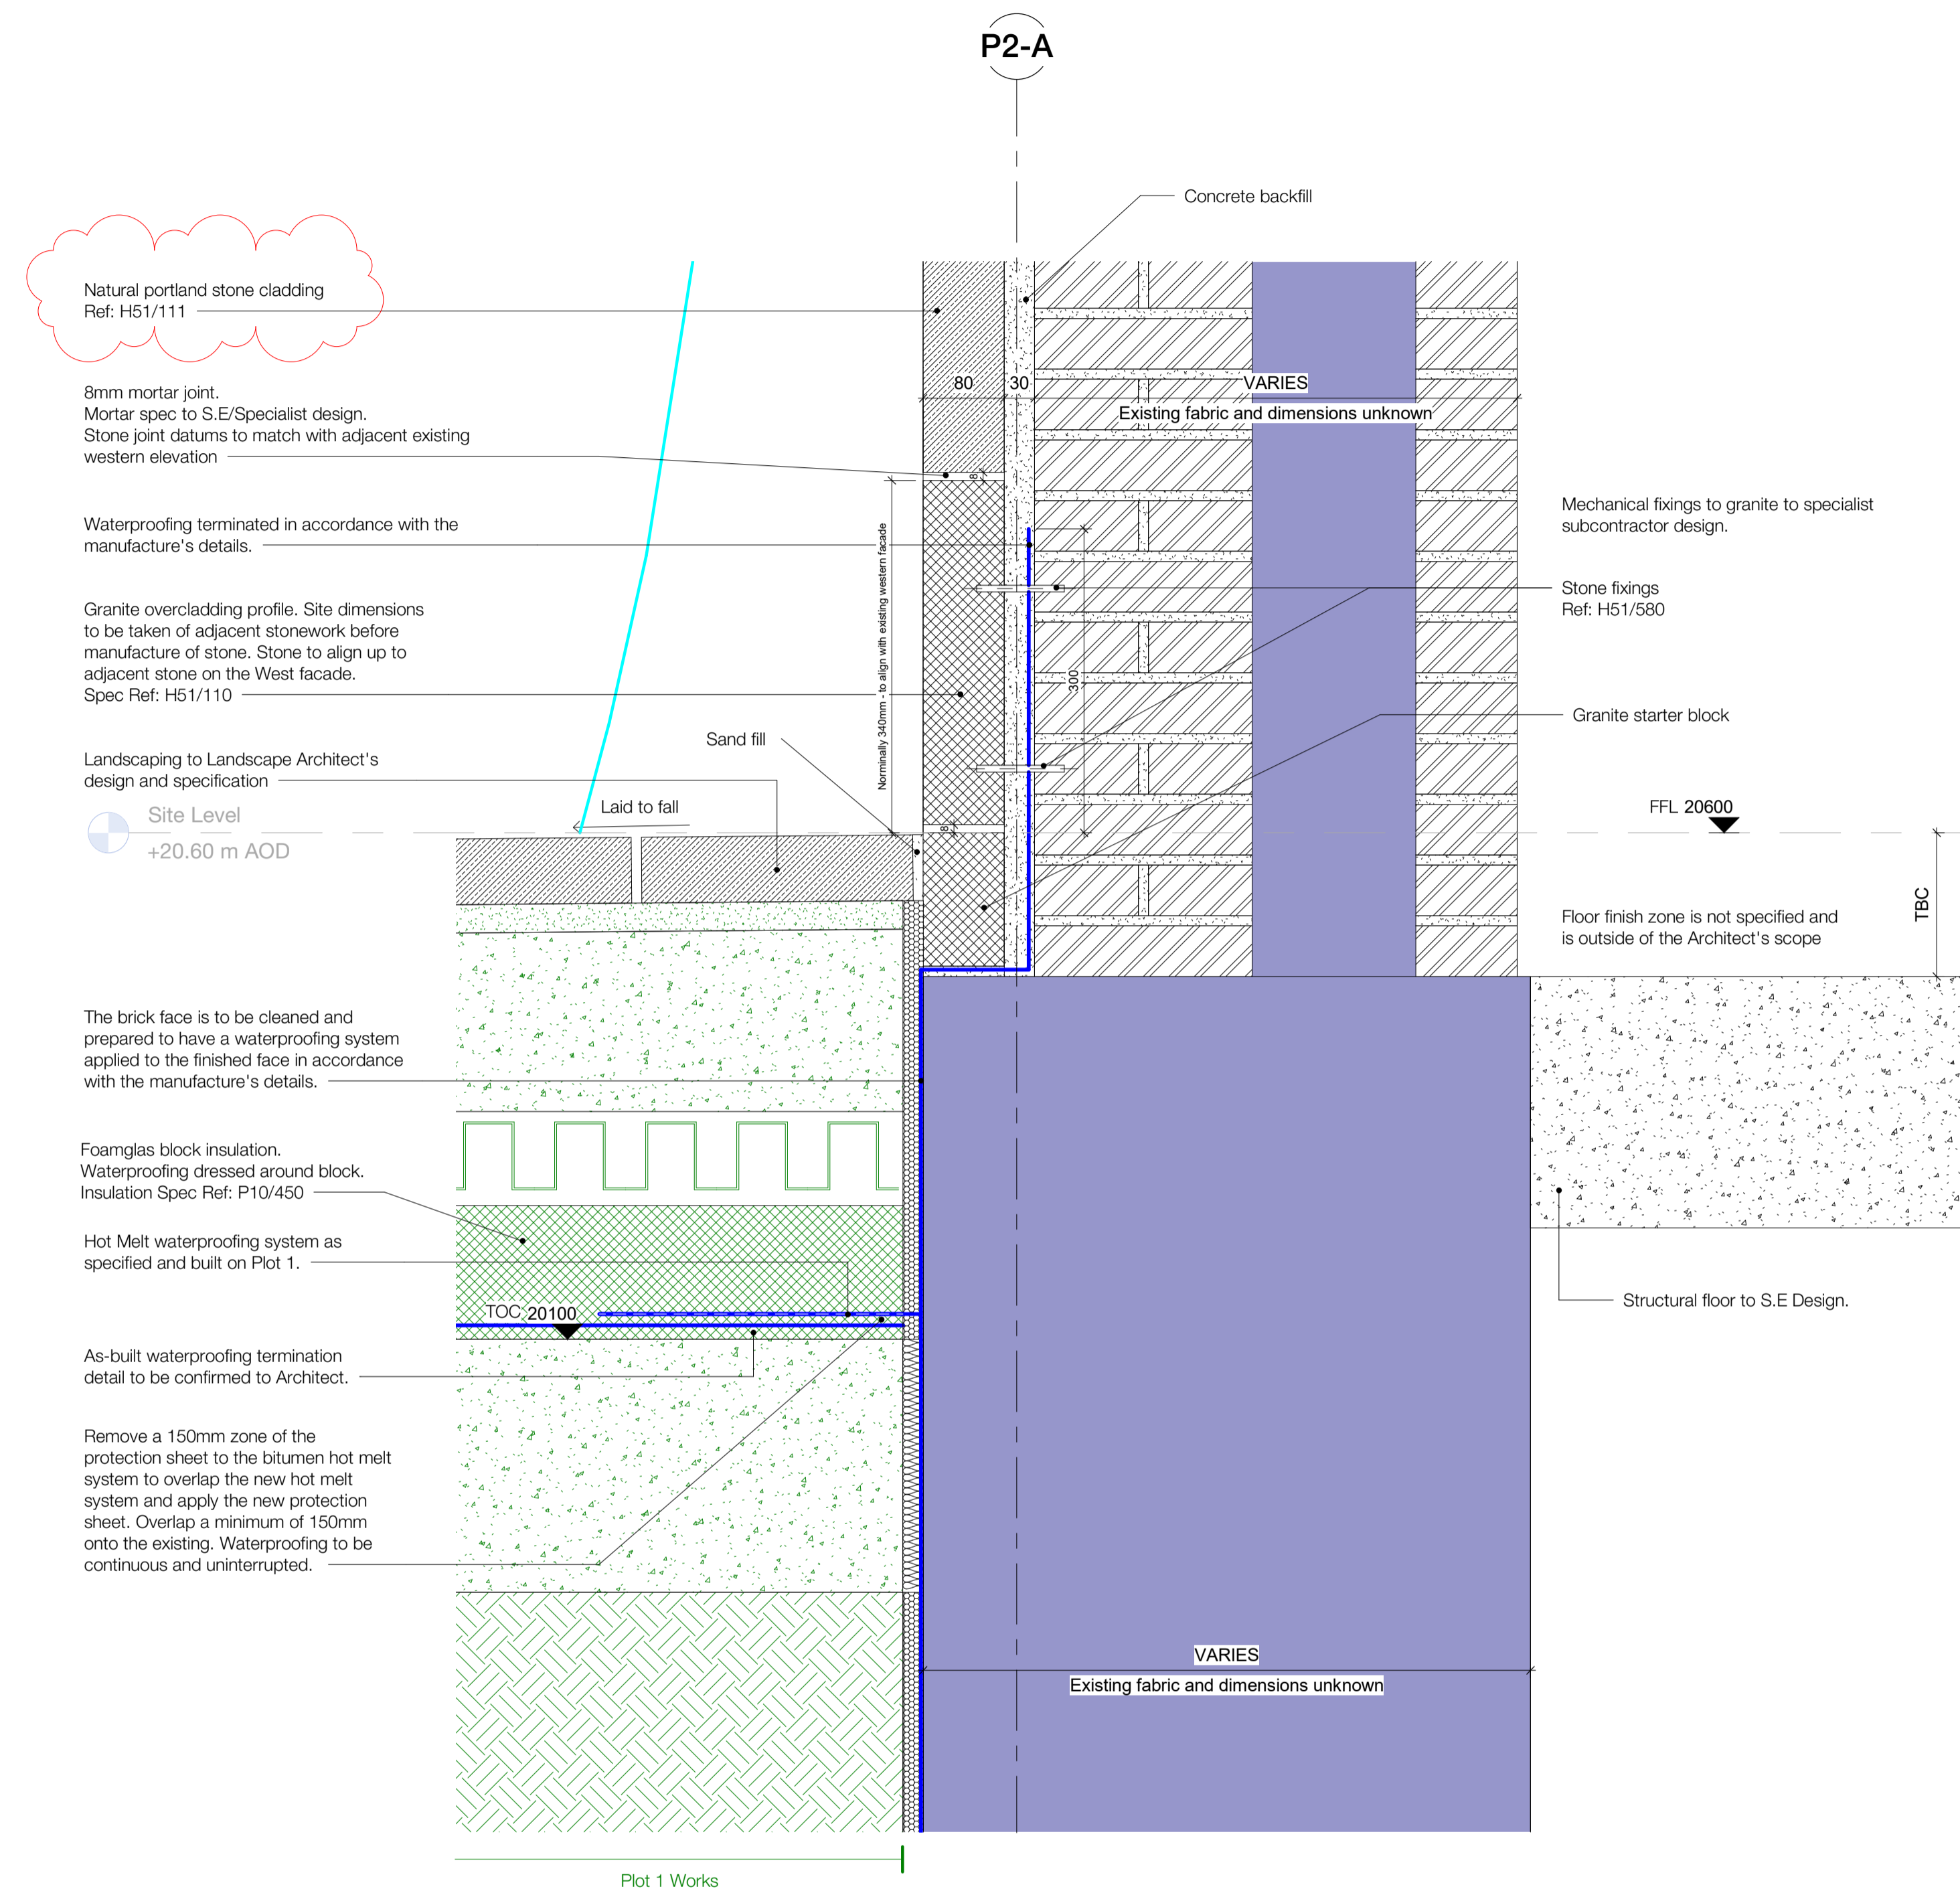 P2-A
Concrete backfill
Natural portland stone cladding
Ref: H51/111
80
30
VARIES
Existing fabric and dimensions unknown
8mm mortar joint.
Mortar spec to S.E/Specialist design.
Stone joint datums to match with adjacent existing
western elevation
8
Waterproofing terminated in accordance with the
manufacture's details.
Mechanical fixings to granite to specialist
subcontractor design.
Norminally 340mm - to align with existing western facade
Stone fixings
Ref: H51/580
Granite overcladding profile. Site dimensions
to be taken of adjacent stonework before
manufacture of stone. Stone to align up to
adjacent stone on the West facade.
Spec Ref: H51/110
300
Granite starter block
Sand fill
Landscaping to Landscape Architect's
design and specification
Laid to fall
FFL 20600
Site Level
+20.60 m AOD
8
TBC
Floor finish zone is not specified and
is outside of the Architect's scope
The brick face is to be cleaned and
prepared to have a waterproofing system
applied to the finished face in accordance
with the manufacture's details.
Foamglas block insulation.
Waterproofing dressed around block.
Insulation Spec Ref: P10/450
Hot Melt waterproofing system as
specified and built on Plot 1.
TOC 20100
Structural floor to S.E Design.
As-built waterproofing termination
detail to be confirmed to Architect.
Remove a 150mm zone of the
protection sheet to the bitumen hot melt
system to overlap the new hot melt
system and apply the new protection
sheet. Overlap a minimum of 150mm
onto the existing. Waterproofing to be
continuous and uninterrupted.
VARIES
Existing fabric and dimensions unknown
Plot 1 Works